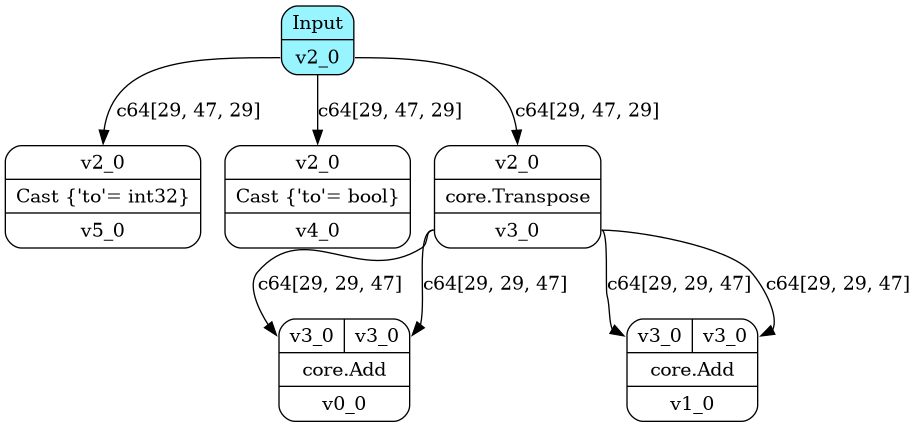 Input
v2_0
c64[29, 47, 29]
c64[29, 47, 29]
c64[29, 47, 29]
v2_0
Cast {'to'= int32}
v5_0
v2_0
Cast {'to'= bool}
v4_0
v2_0
core.Transpose
v3_0
c64[29, 29, 47]
c64[29, 29, 47]
c64[29, 29, 47]
c64[29, 29, 47]
v3_0
v3_0
core.Add
v0_0
v3_0
v3_0
core.Add
v1_0